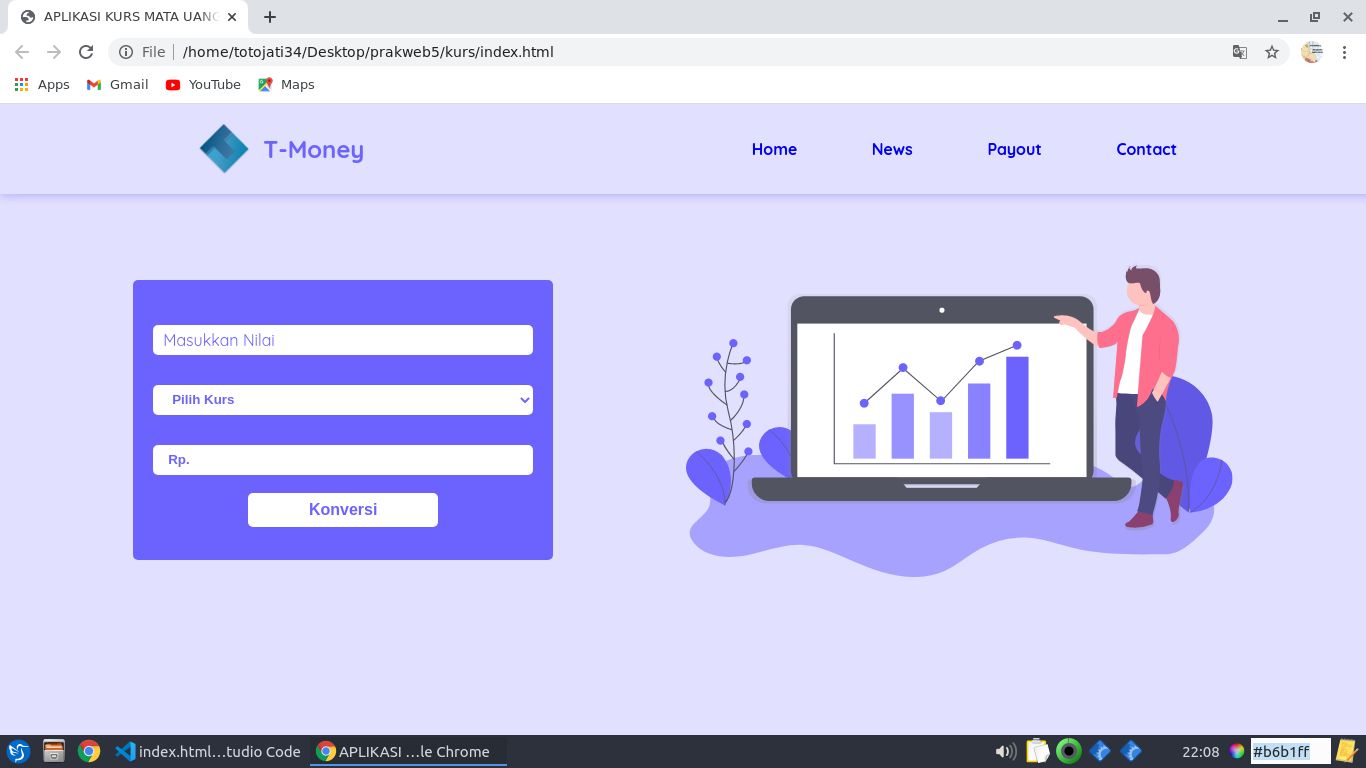 APLIKASI KURS MATA UANG
File
/home/totojati34/Desktop/prakweb5/kurs/index.html
Apps Gmail YouTube Maps
T-Money Home News Payout Contact
Masukkan Nilai
Pilih Kurs
Rp.
Konversi
index.html...tudio Code APLIKASI ...le Chrome 22:08 #b6b1ff